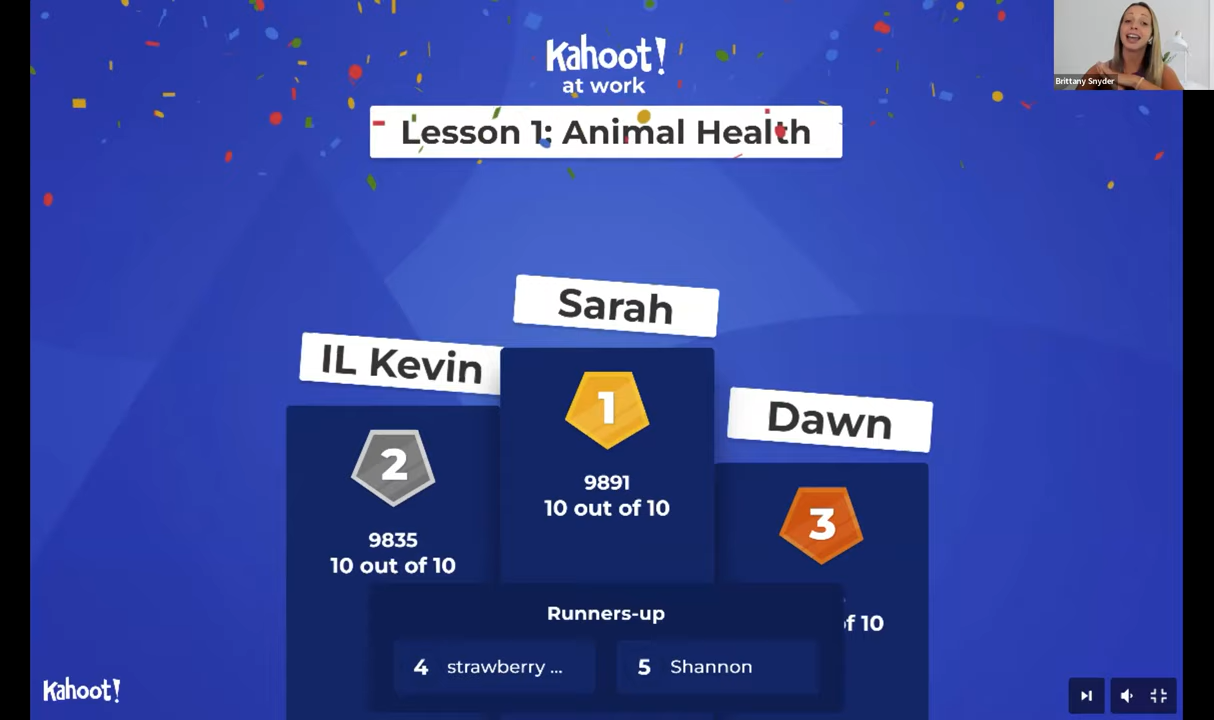 Kahoot!
at work
Brittany Snyder
Lesson 1: Animal Health
Sarah
IL Kevin
Dawn
1
9891
10 out of 10
2
9835
10 out of 10
3
of 10
Runners-up
4 strawberry ...
5 Shannon
Kahoot!